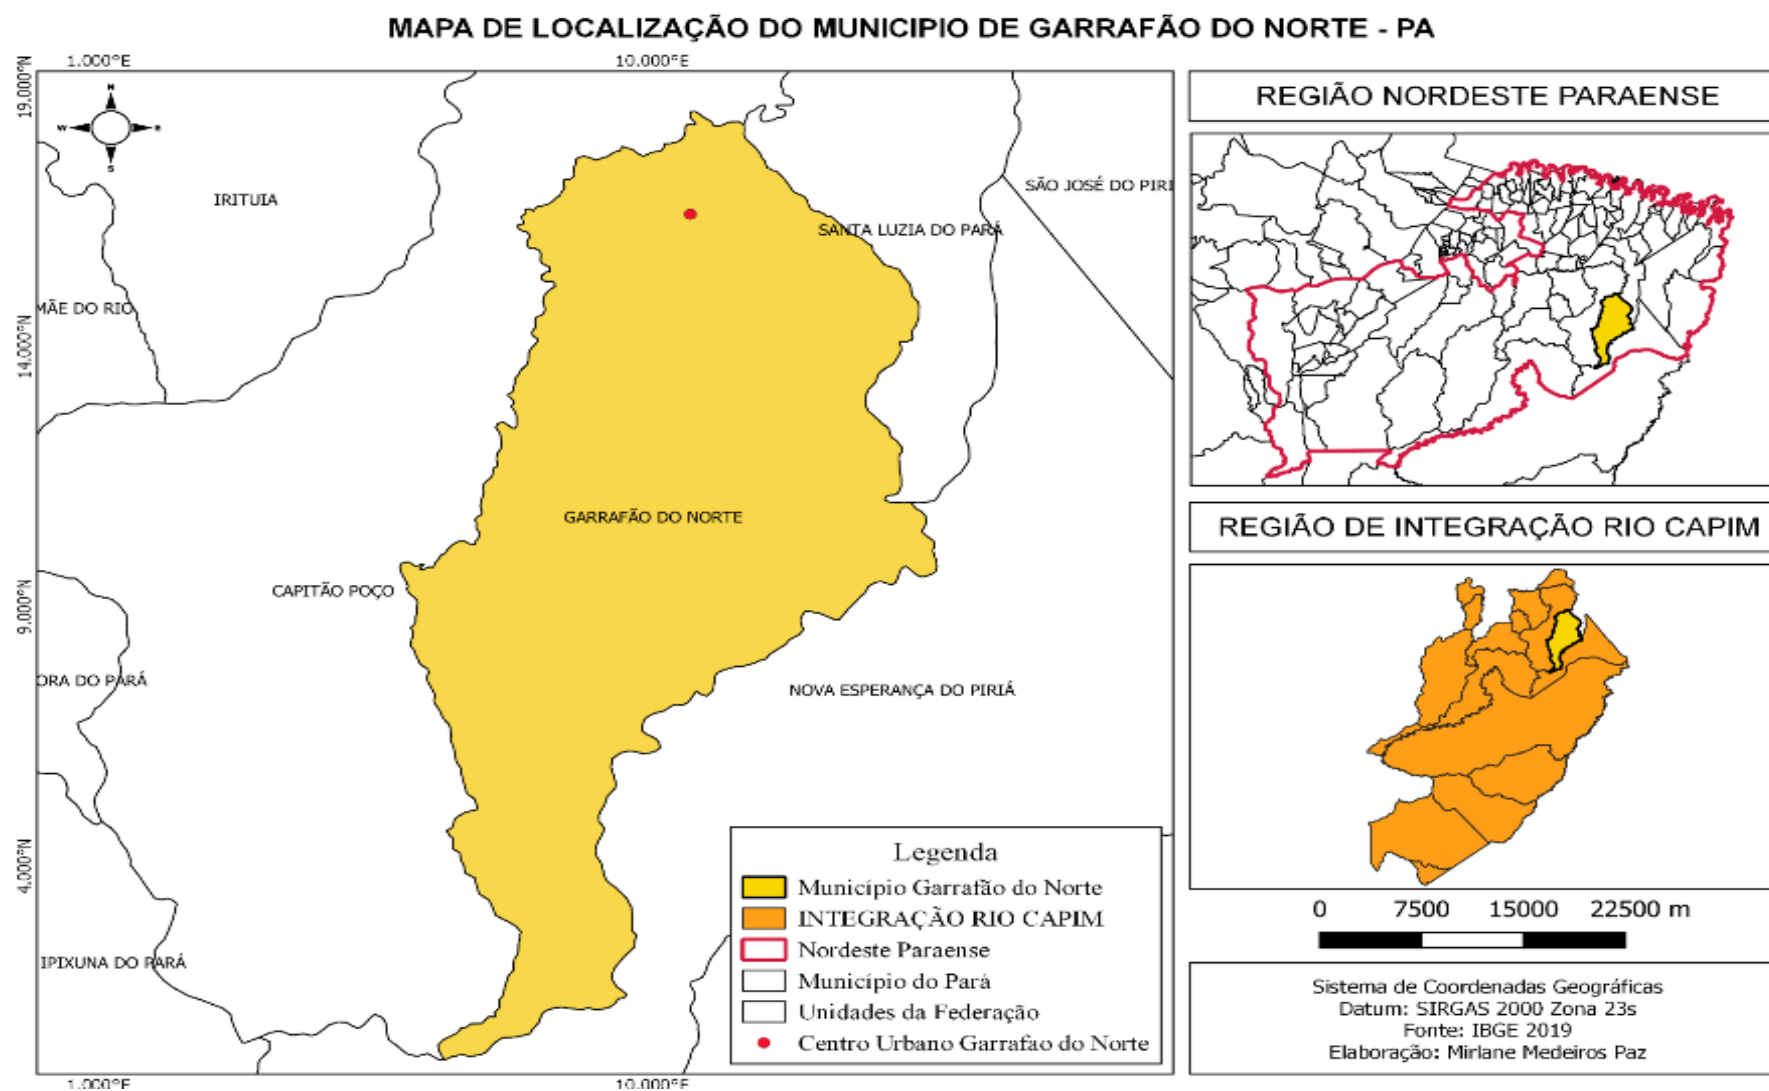 MAPA DE LOCALIZAÇÃO DO MUNICIPIO DE GARRAFÃO DO NORTE - PA
1.000°E
10.000°E
19.000°N
14.000°N
9.000°N
4.000°N
N
W
E
S
IRITUIA
SÃO JOSÉ DO PIRI
SANTA LUZIA DO PARÁ
MÃE DO RIO
GARRAFÃO DO NORTE
CAPITÃO POÇO
ORA DO PARÁ
NOVA ESPERANÇA DO PIRIÁ
IPIXUNA DO PARÁ
1.000°E
10.000°E
Legenda
Município Garrafão do Norte
INTEGRAÇÃO RIO CAPIM
Nordeste Paraense
Município do Pará
Unidades da Federação
Centro Urbano Garrafao do Norte
REGIÃO NORDESTE PARAENSE
REGIÃO DE INTEGRAÇÃO RIO CAPIM
0 7500 15000 22500 m
Sistema de Coordenadas Geográficas
Datum: SIRGAS 2000 Zona 23s
Fonte: IBGE 2019
Elaboração: Mirlane Medeiros Paz